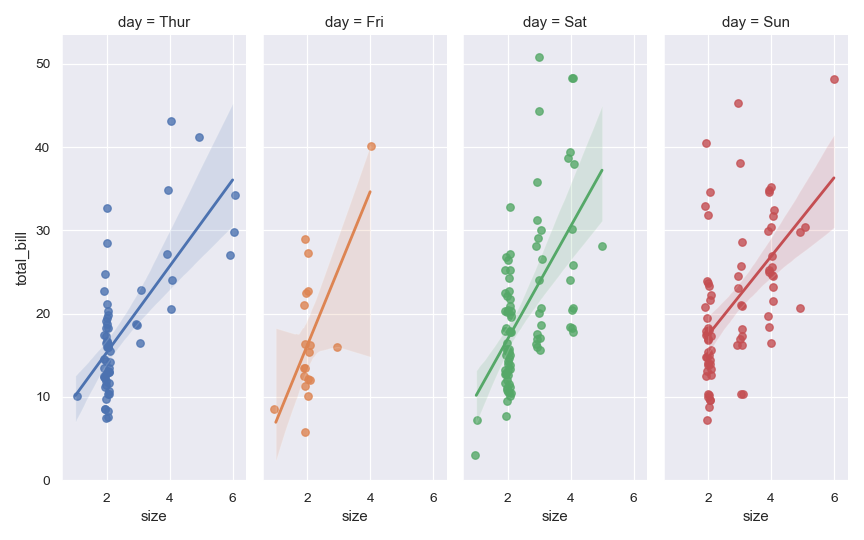 day = Thur
day = Fri
day = Sat
day = Sun
total_bill
50
40
30
20
10
0
2 4 6
2 4 6
2 4 6
2 4 6
size
size
size
size